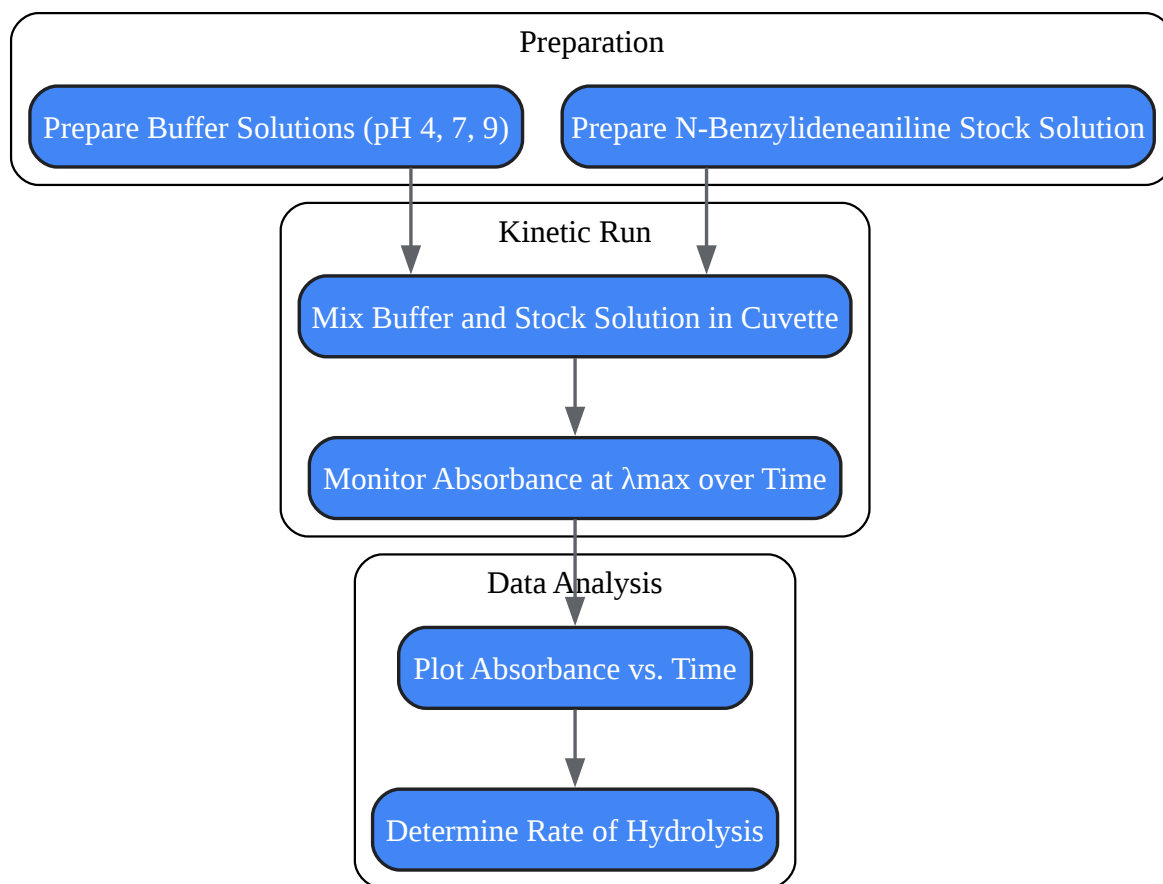 Preparation
Prepare Buffer Solutions (pH 4, 7, 9)
Prepare N-Benzylideneaniline Stock Solution
Kinetic Run
Mix Buffer and Stock Solution in Cuvette
Monitor Absorbance at λmax over Time
Data Analysis
Plot Absorbance vs. Time
Determine Rate of Hydrolysis